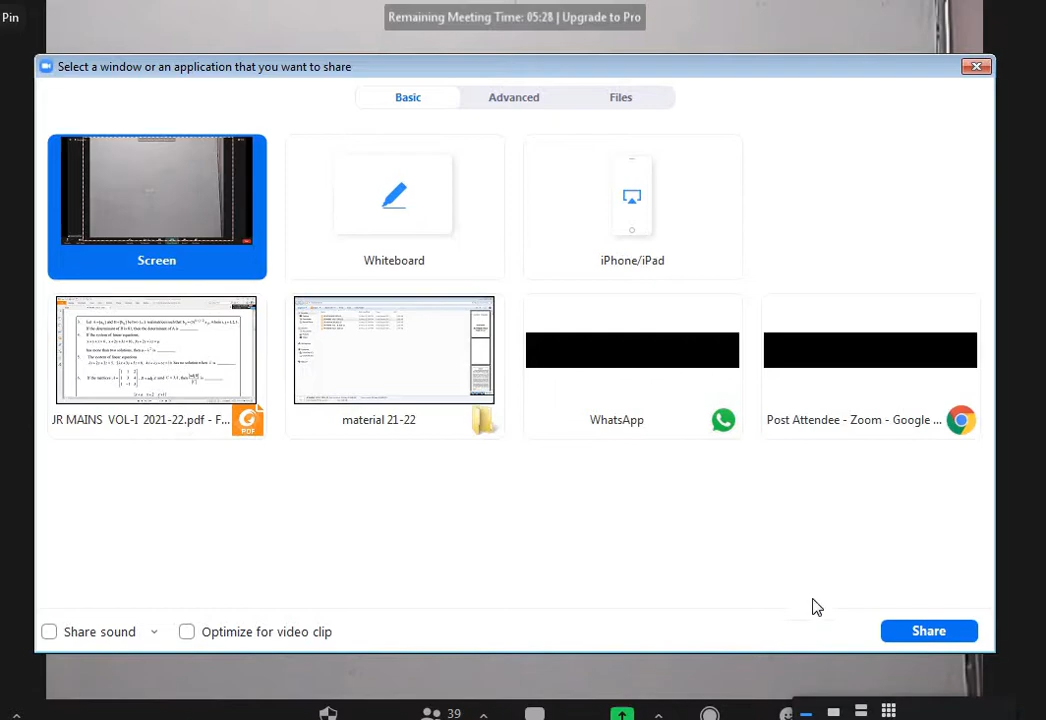 Pin
Remaining Meeting Time: 05:28 | Upgrade to Pro
Select a window or an application that you want to share
Basic
Advanced
Files
Screen
Whiteboard
iPhone/iPad
JR MAINS VOL-I 2021-22.pdf - F...
PDF
material 21-22
WhatsApp
Post Attendee - Zoom - Google ...
Share sound
Optimize for video clip
Share
39